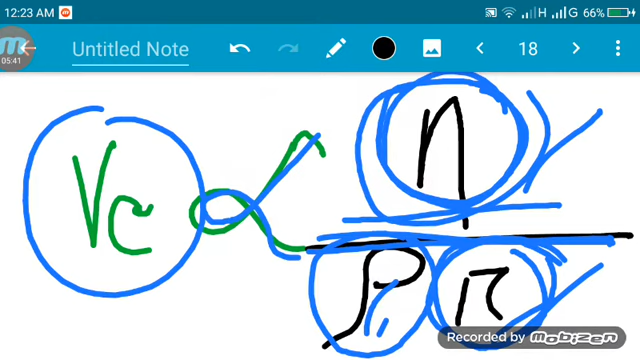 12:23 AM H G 66%
05:41 Untitled Note 18
Vc ∝ η
ρ r
Recorded by
mobizen